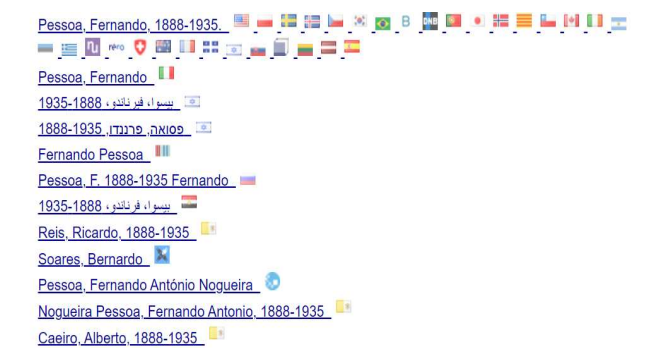 Pessoa, Fernando, 1888-1935.
Pessoa, Fernando
بيسوا، فيرناندو، 1888-1935
פסואה, פרננדו, 1888-1935
Fernando Pessoa
Pessoa, F. 1888-1935 Fernando
بيسوا، فرناندو، 1888-1935
Reis, Ricardo, 1888-1935
Soares, Bernardo
Pessoa, Fernando António Nogueira
Nogueira Pessoa, Fernando Antonio, 1888-1935
Caeiro, Alberto, 1888-1935